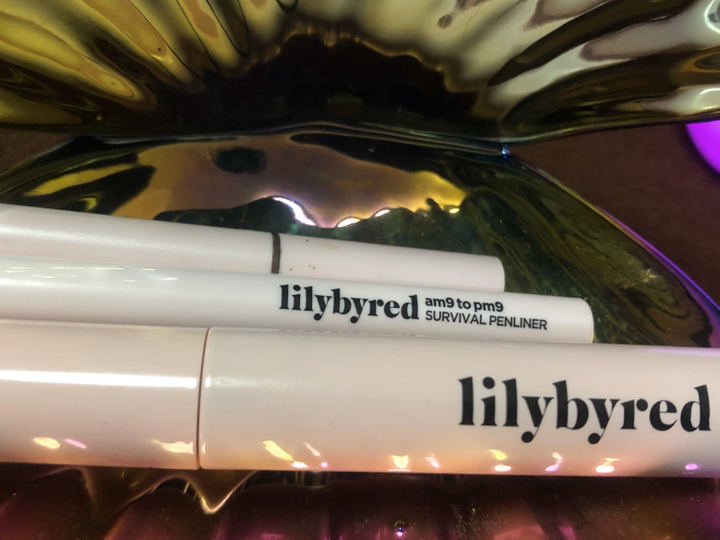 lilybyred am9 to pm9
SURVIVAL PENLINER
lilybyred